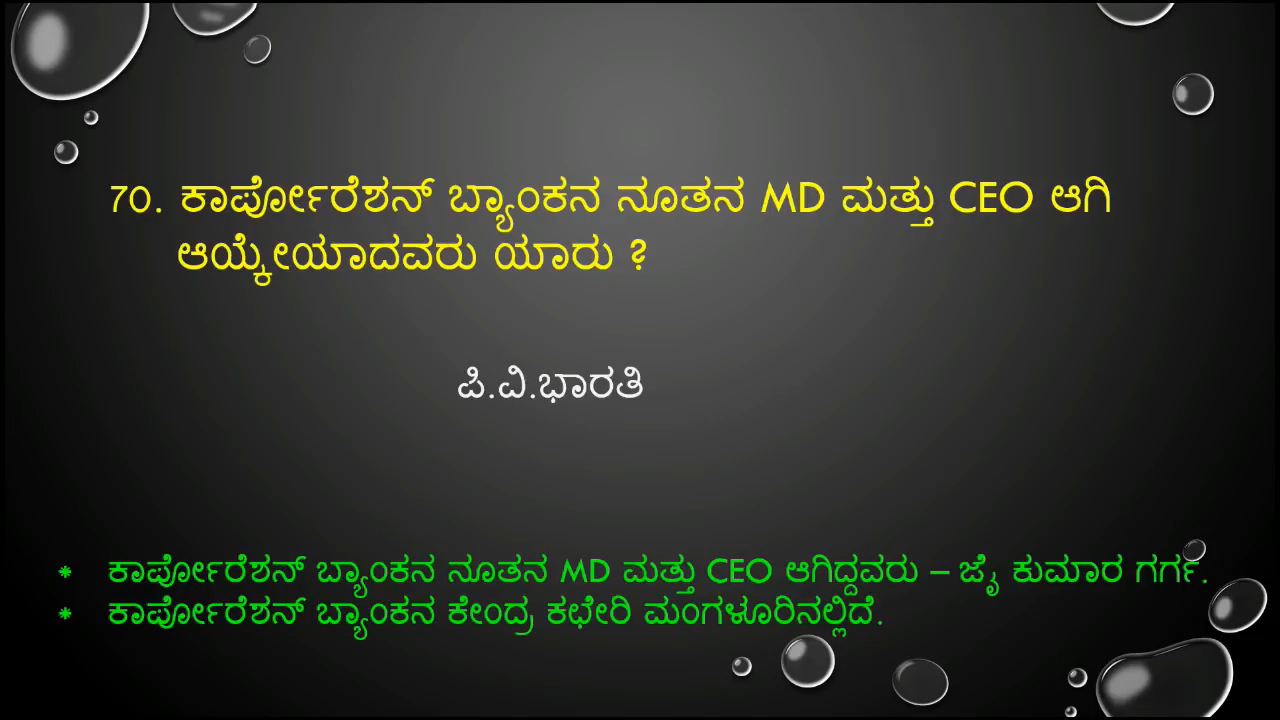 70. ಕಾರ್ಪೋರೆಶನ್ ಬ್ಯಾಂಕನ ನೂತನ MD ಮತ್ತು CEO ಆಗಿ
ಆಯ್ಕೇಯಾದವರು ಯಾರು ?
ಪಿ.ವಿ.ಭಾರತಿ
* ಕಾರ್ಪೋರೆಶನ್ ಬ್ಯಾಂಕನ ನೂತನ MD ಮತ್ತು CEO ಆಗಿದ್ದವರು – ಜೈ ಕುಮಾರ ಗರ್ಗ.
* ಕಾರ್ಪೋರೆಶನ್ ಬ್ಯಾಂಕನ ಕೇಂದ್ರ ಕಛೇರಿ ಮಂಗಳೂರಿನಲ್ಲಿದೆ.